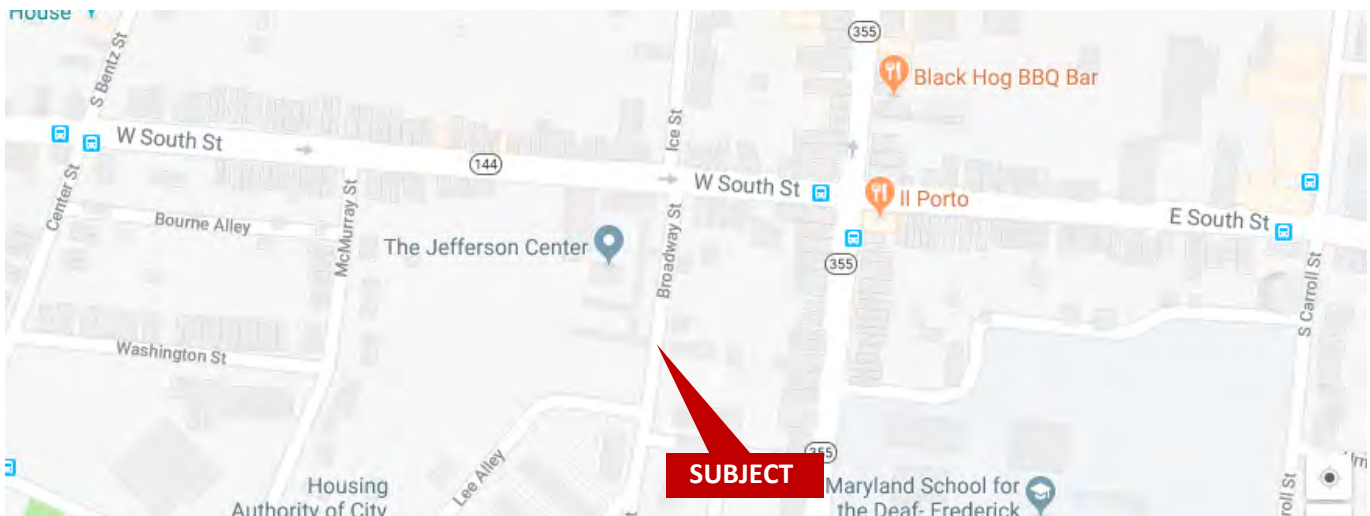 House
S Bentz St
355
Black Hog BBQ Bar
Ice St
W South St
144
W South St
Il Porto
E South St
Center St
Bourne Alley
McMurray St
The Jefferson Center
Broadway St
355
S Carroll St
Washington St
355
SUBJECT
Lee Alley
Housing
Authority of City
Maryland School for
the Deaf- Frederick
roll St